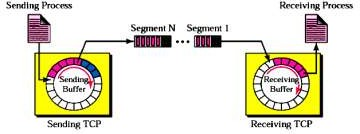 Sending Process
Receiving Process
Segment N
Segment 1
Sending
Buffer
Receiving
Buffer
Sending TCP
Receiving TCP